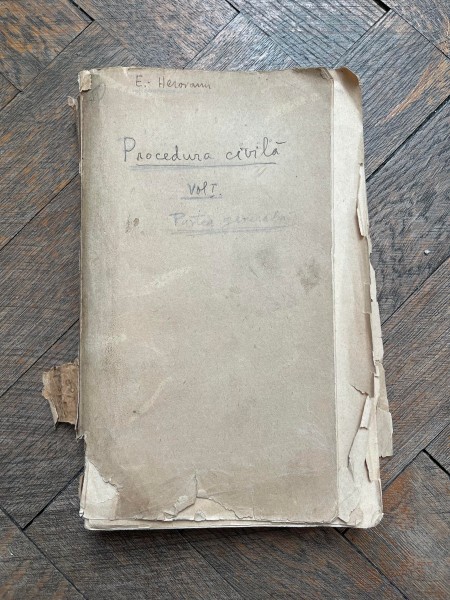 E. Herovanu
Procedura civilă
Vol I.
Partea generală